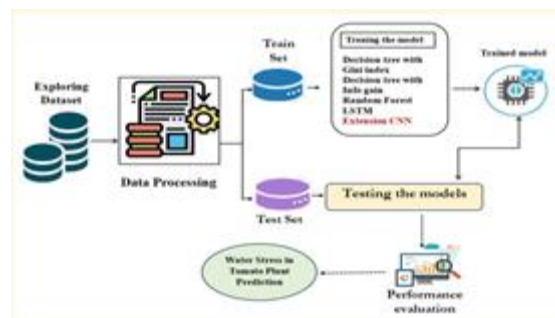 Exploring
Dataset
Data Processing
Train
Set
Test Set
Training the model
Decision tree with
Gini index
Decision tree with
Info gain
Random Forest
LSTM
Extension CNN
Trained model
Testing the models
Performance
evaluation
Water Stress in
Tomato Plant
Prediction